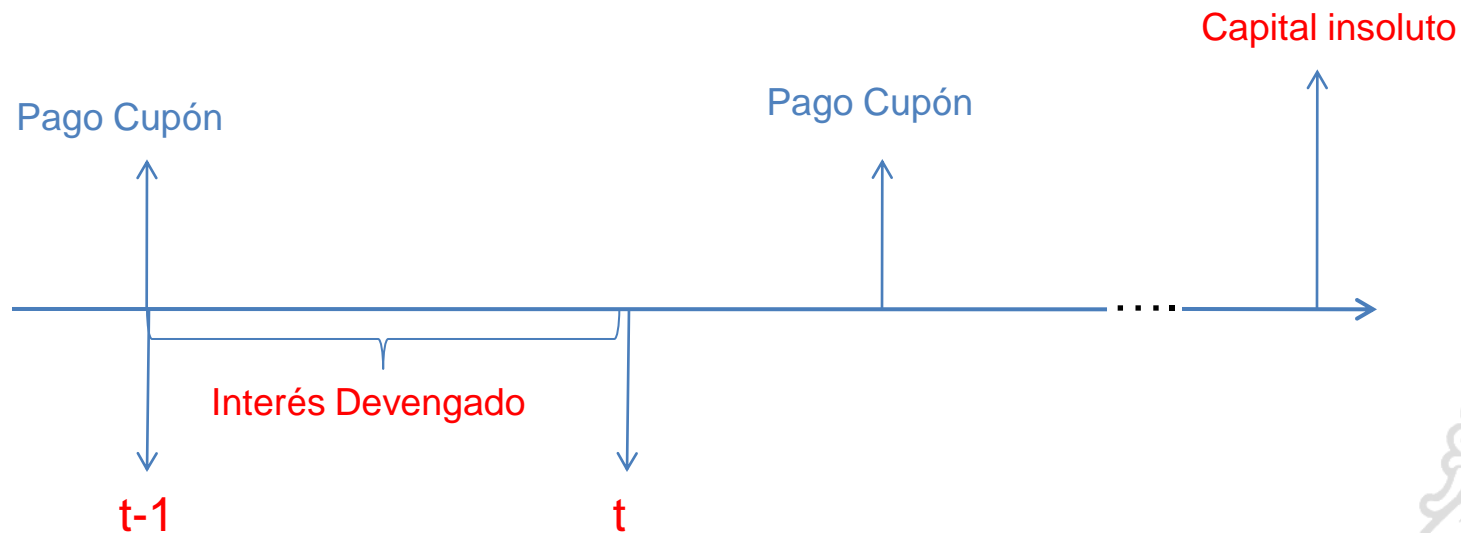 Capital insoluto
Pago Cupón
Pago Cupón
....
Interés Devengado
t-1
t